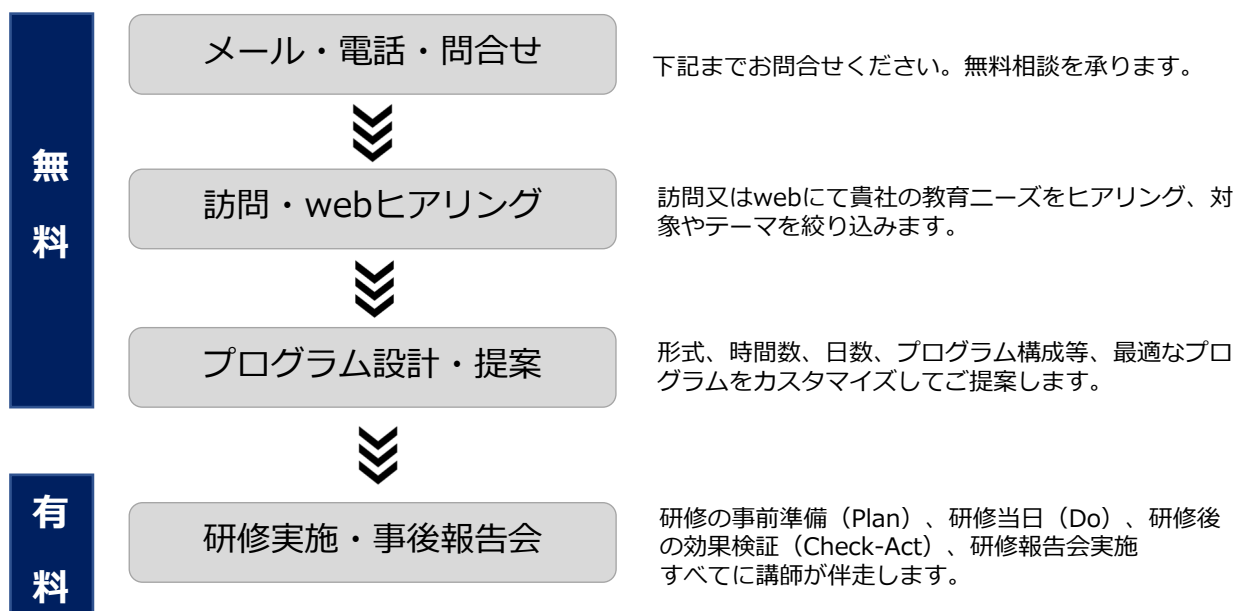 無料
メール・電話・問合せ
下記までお問合せください。無料相談を承ります。
訪問・webヒアリング
訪問又はwebにて貴社の教育ニーズをヒアリング、対
象やテーマを絞り込みます。
プログラム設計・提案
形式、時間数、日数、プログラム構成等、最適なプロ
グラムをカスタマイズしてご提案します。
有料
研修実施・事後報告会
研修の事前準備（Plan）、研修当日（Do）、研修後
の効果検証（Check-Act）、研修報告会実施
すべてに講師が伴走します。